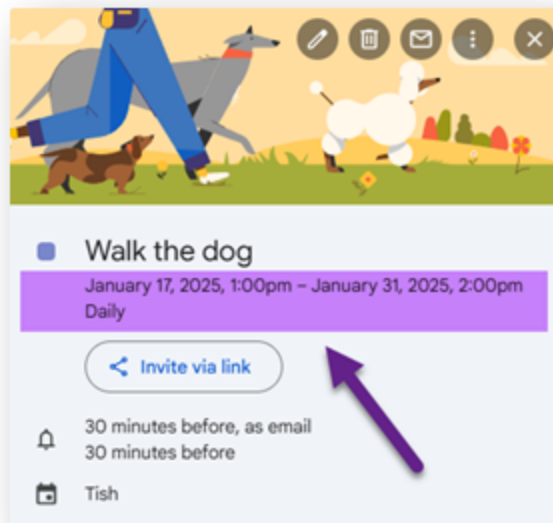 Walk the dog
January 17, 2025, 1:00pm – January 31, 2025, 2:00pm
Daily
Invite via link
30 minutes before, as email
30 minutes before
Tish